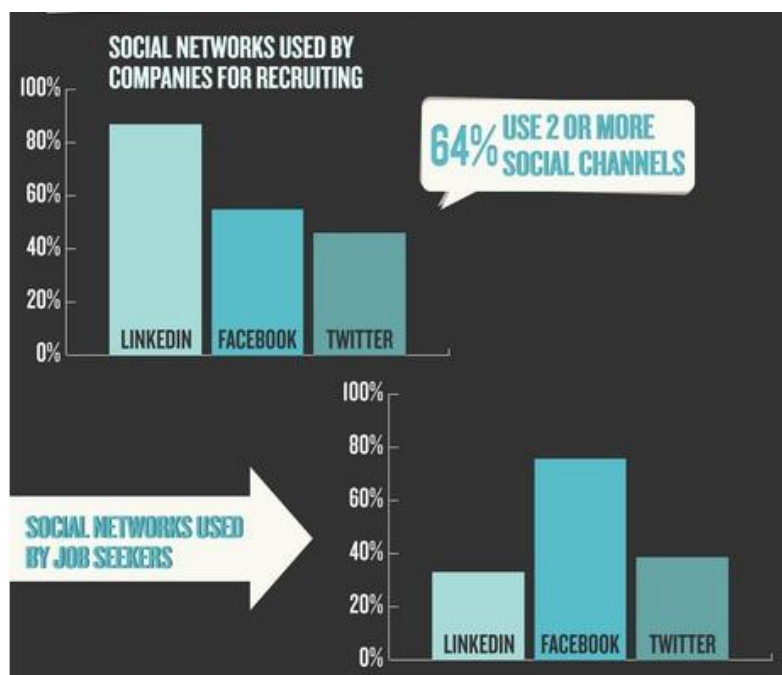 SOCIAL NETWORKS USED BY
COMPANIES FOR RECRUITING
100%
80%
60%
40%
20%
0%
LINKEDIN
FACEBOOK
TWITTER
64% USE 2 OR MORE
SOCIAL CHANNELS
SOCIAL NETWORKS USED
BY JOB SEEKERS
100%
80%
60%
40%
20%
0%
LINKEDIN
FACEBOOK
TWITTER